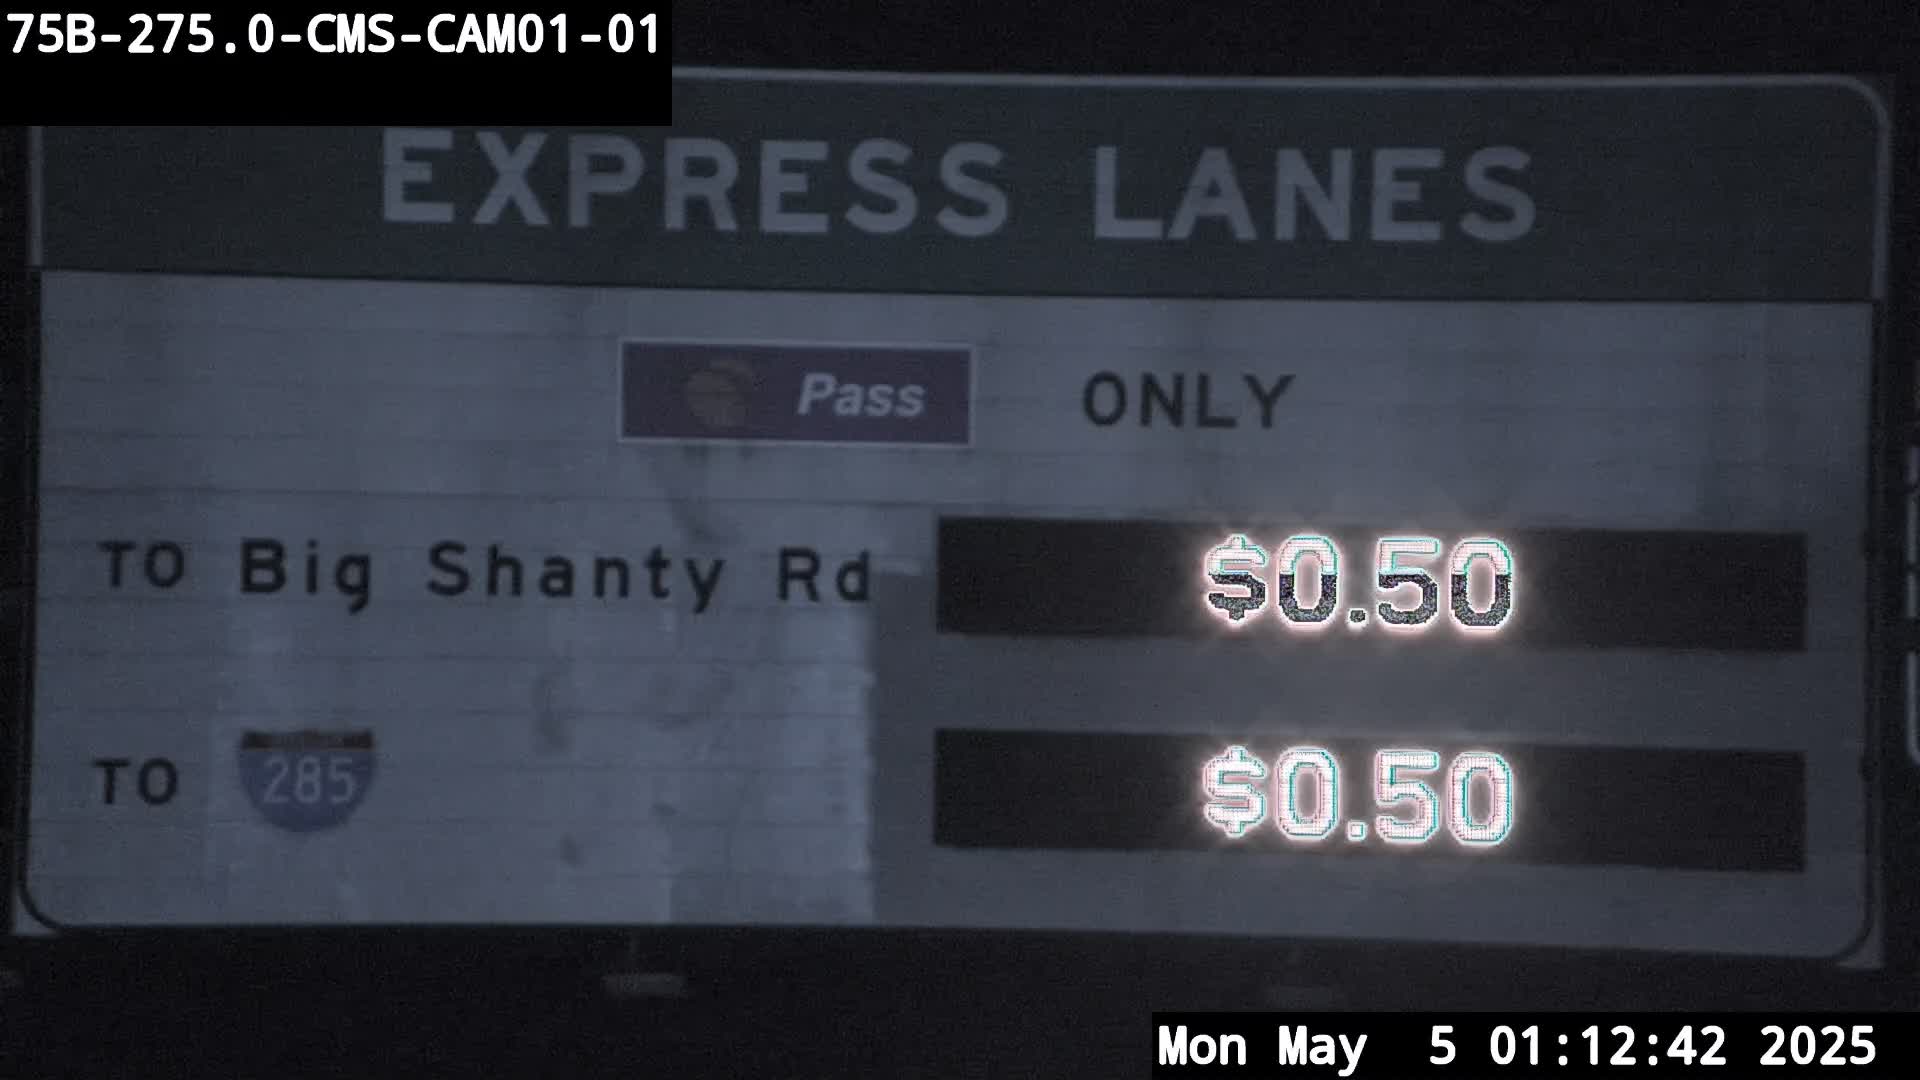 75B-275.0-CMS-CAM01-01
EXPRESS LANES
Pass ONLY
TO Big Shanty Rd $0.50
TO 285 $0.50
Mon May 5 01:12:42 2025